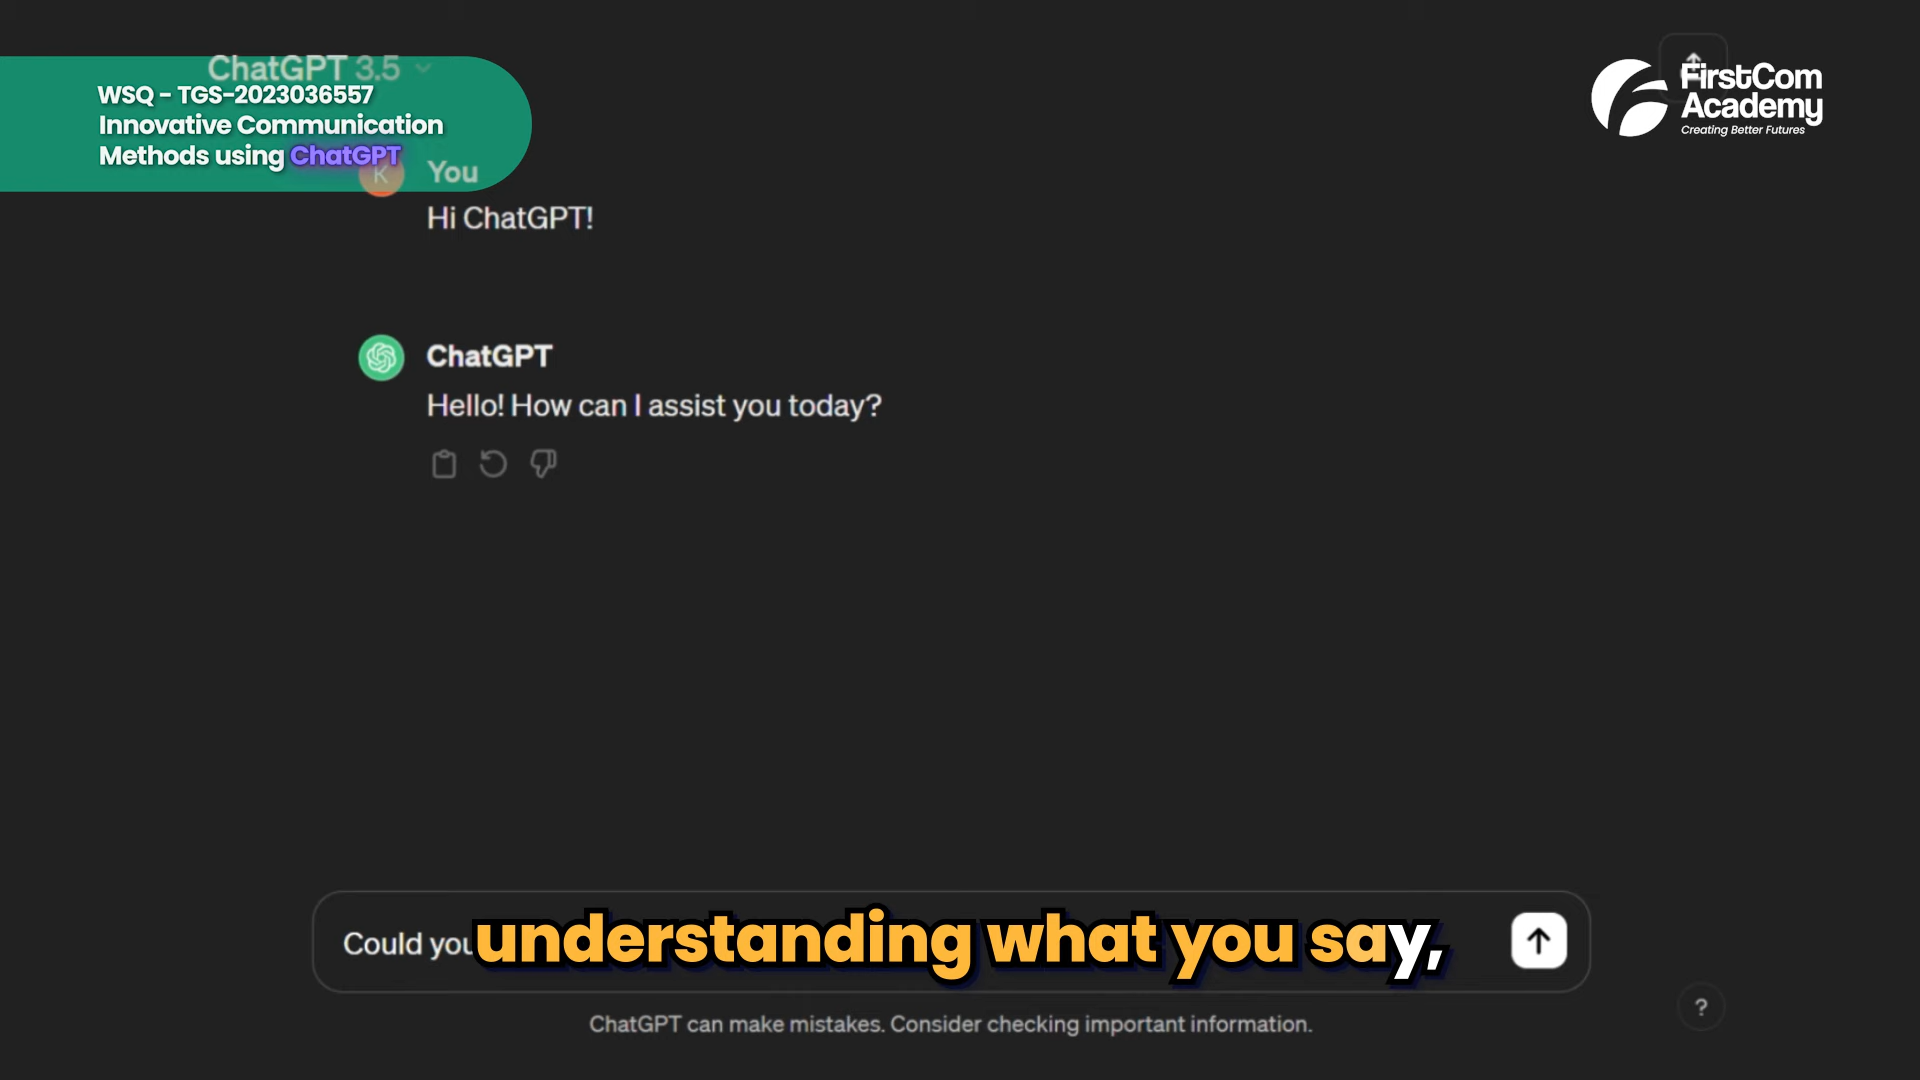 ChatGPT 3.5
WSQ - TGS-2023036557
Innovative Communication
Methods using ChatGPT
FirstCom
Academy
Creating Better Futures
K
You
Hi ChatGPT!
ChatGPT
Hello! How can I assist you today?
Could you
understanding what you say,
ChatGPT can make mistakes. Consider checking important information.
?